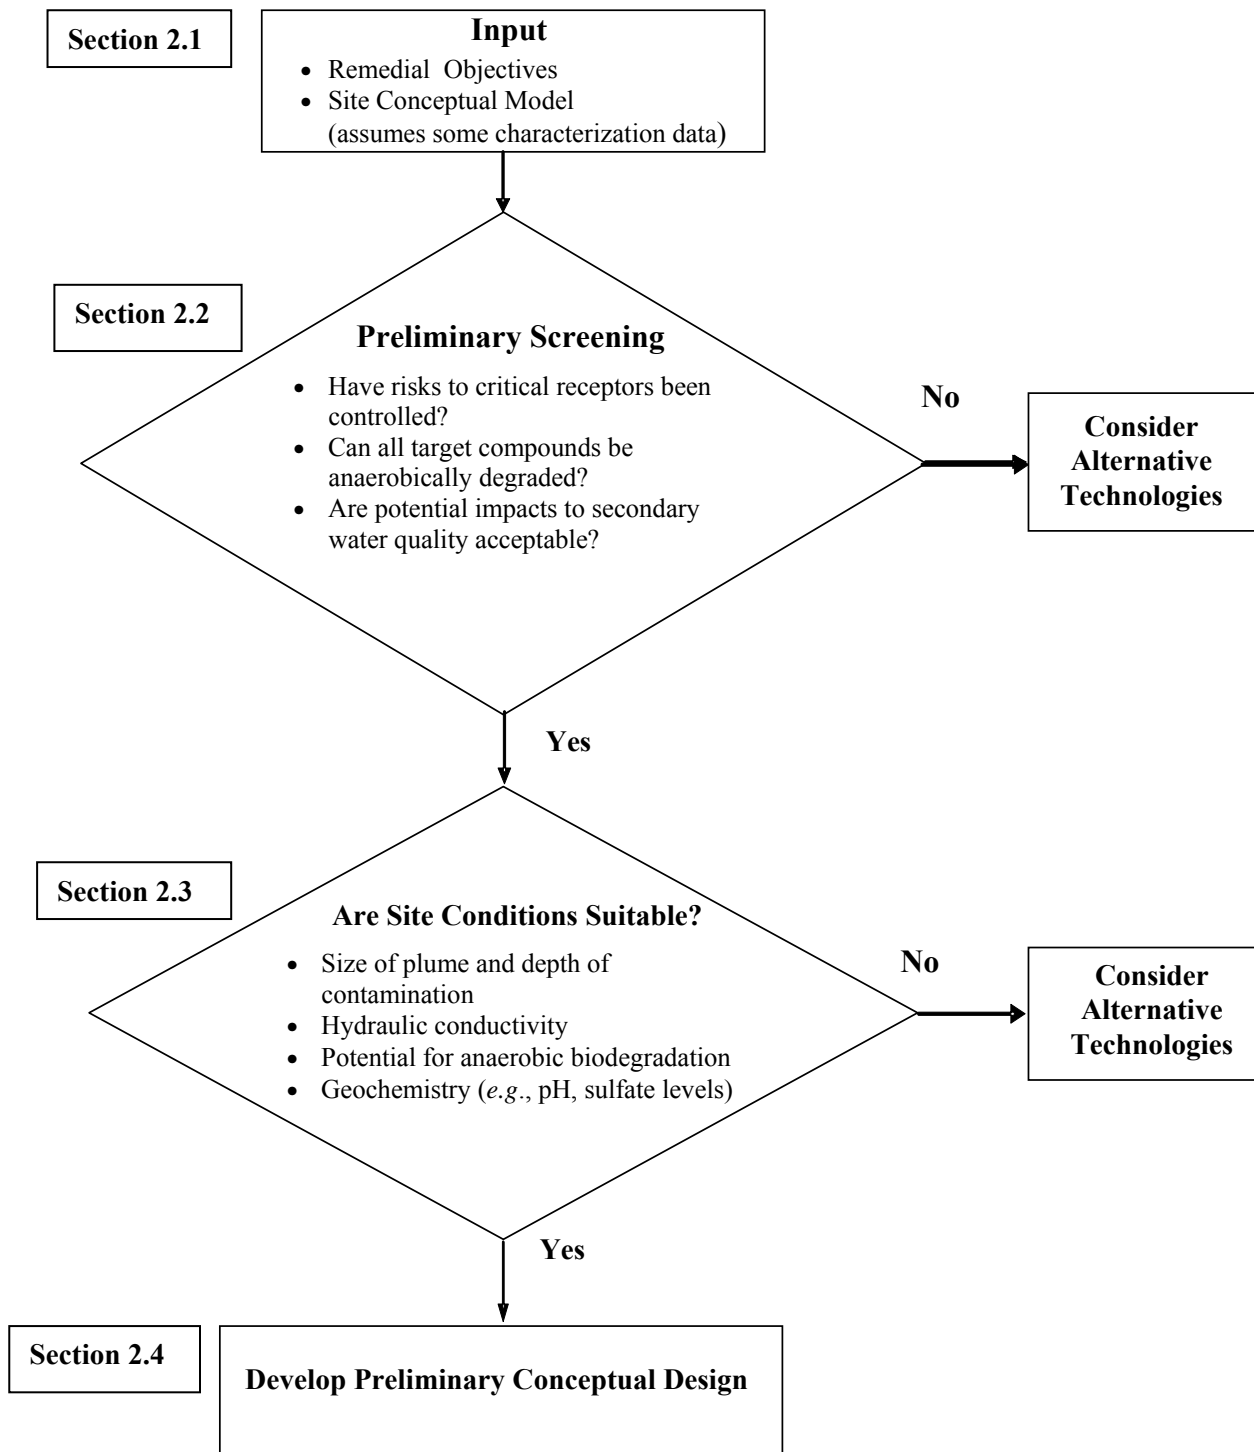 Section 2.1
Input
• Remedial Objectives
• Site Conceptual Model
(assumes some characterization data)
Section 2.2
Preliminary Screening
• Have risks to critical receptors been
controlled?
• Can all target compounds be
anaerobically degraded?
• Are potential impacts to secondary
water quality acceptable?
No
Consider
Alternative
Technologies
Yes
Section 2.3
Are Site Conditions Suitable?
• Size of plume and depth of
contamination
• Hydraulic conductivity
• Potential for anaerobic biodegradation
• Geochemistry (e.g., pH, sulfate levels)
No
Consider
Alternative
Technologies
Yes
Section 2.4
Develop Preliminary Conceptual Design